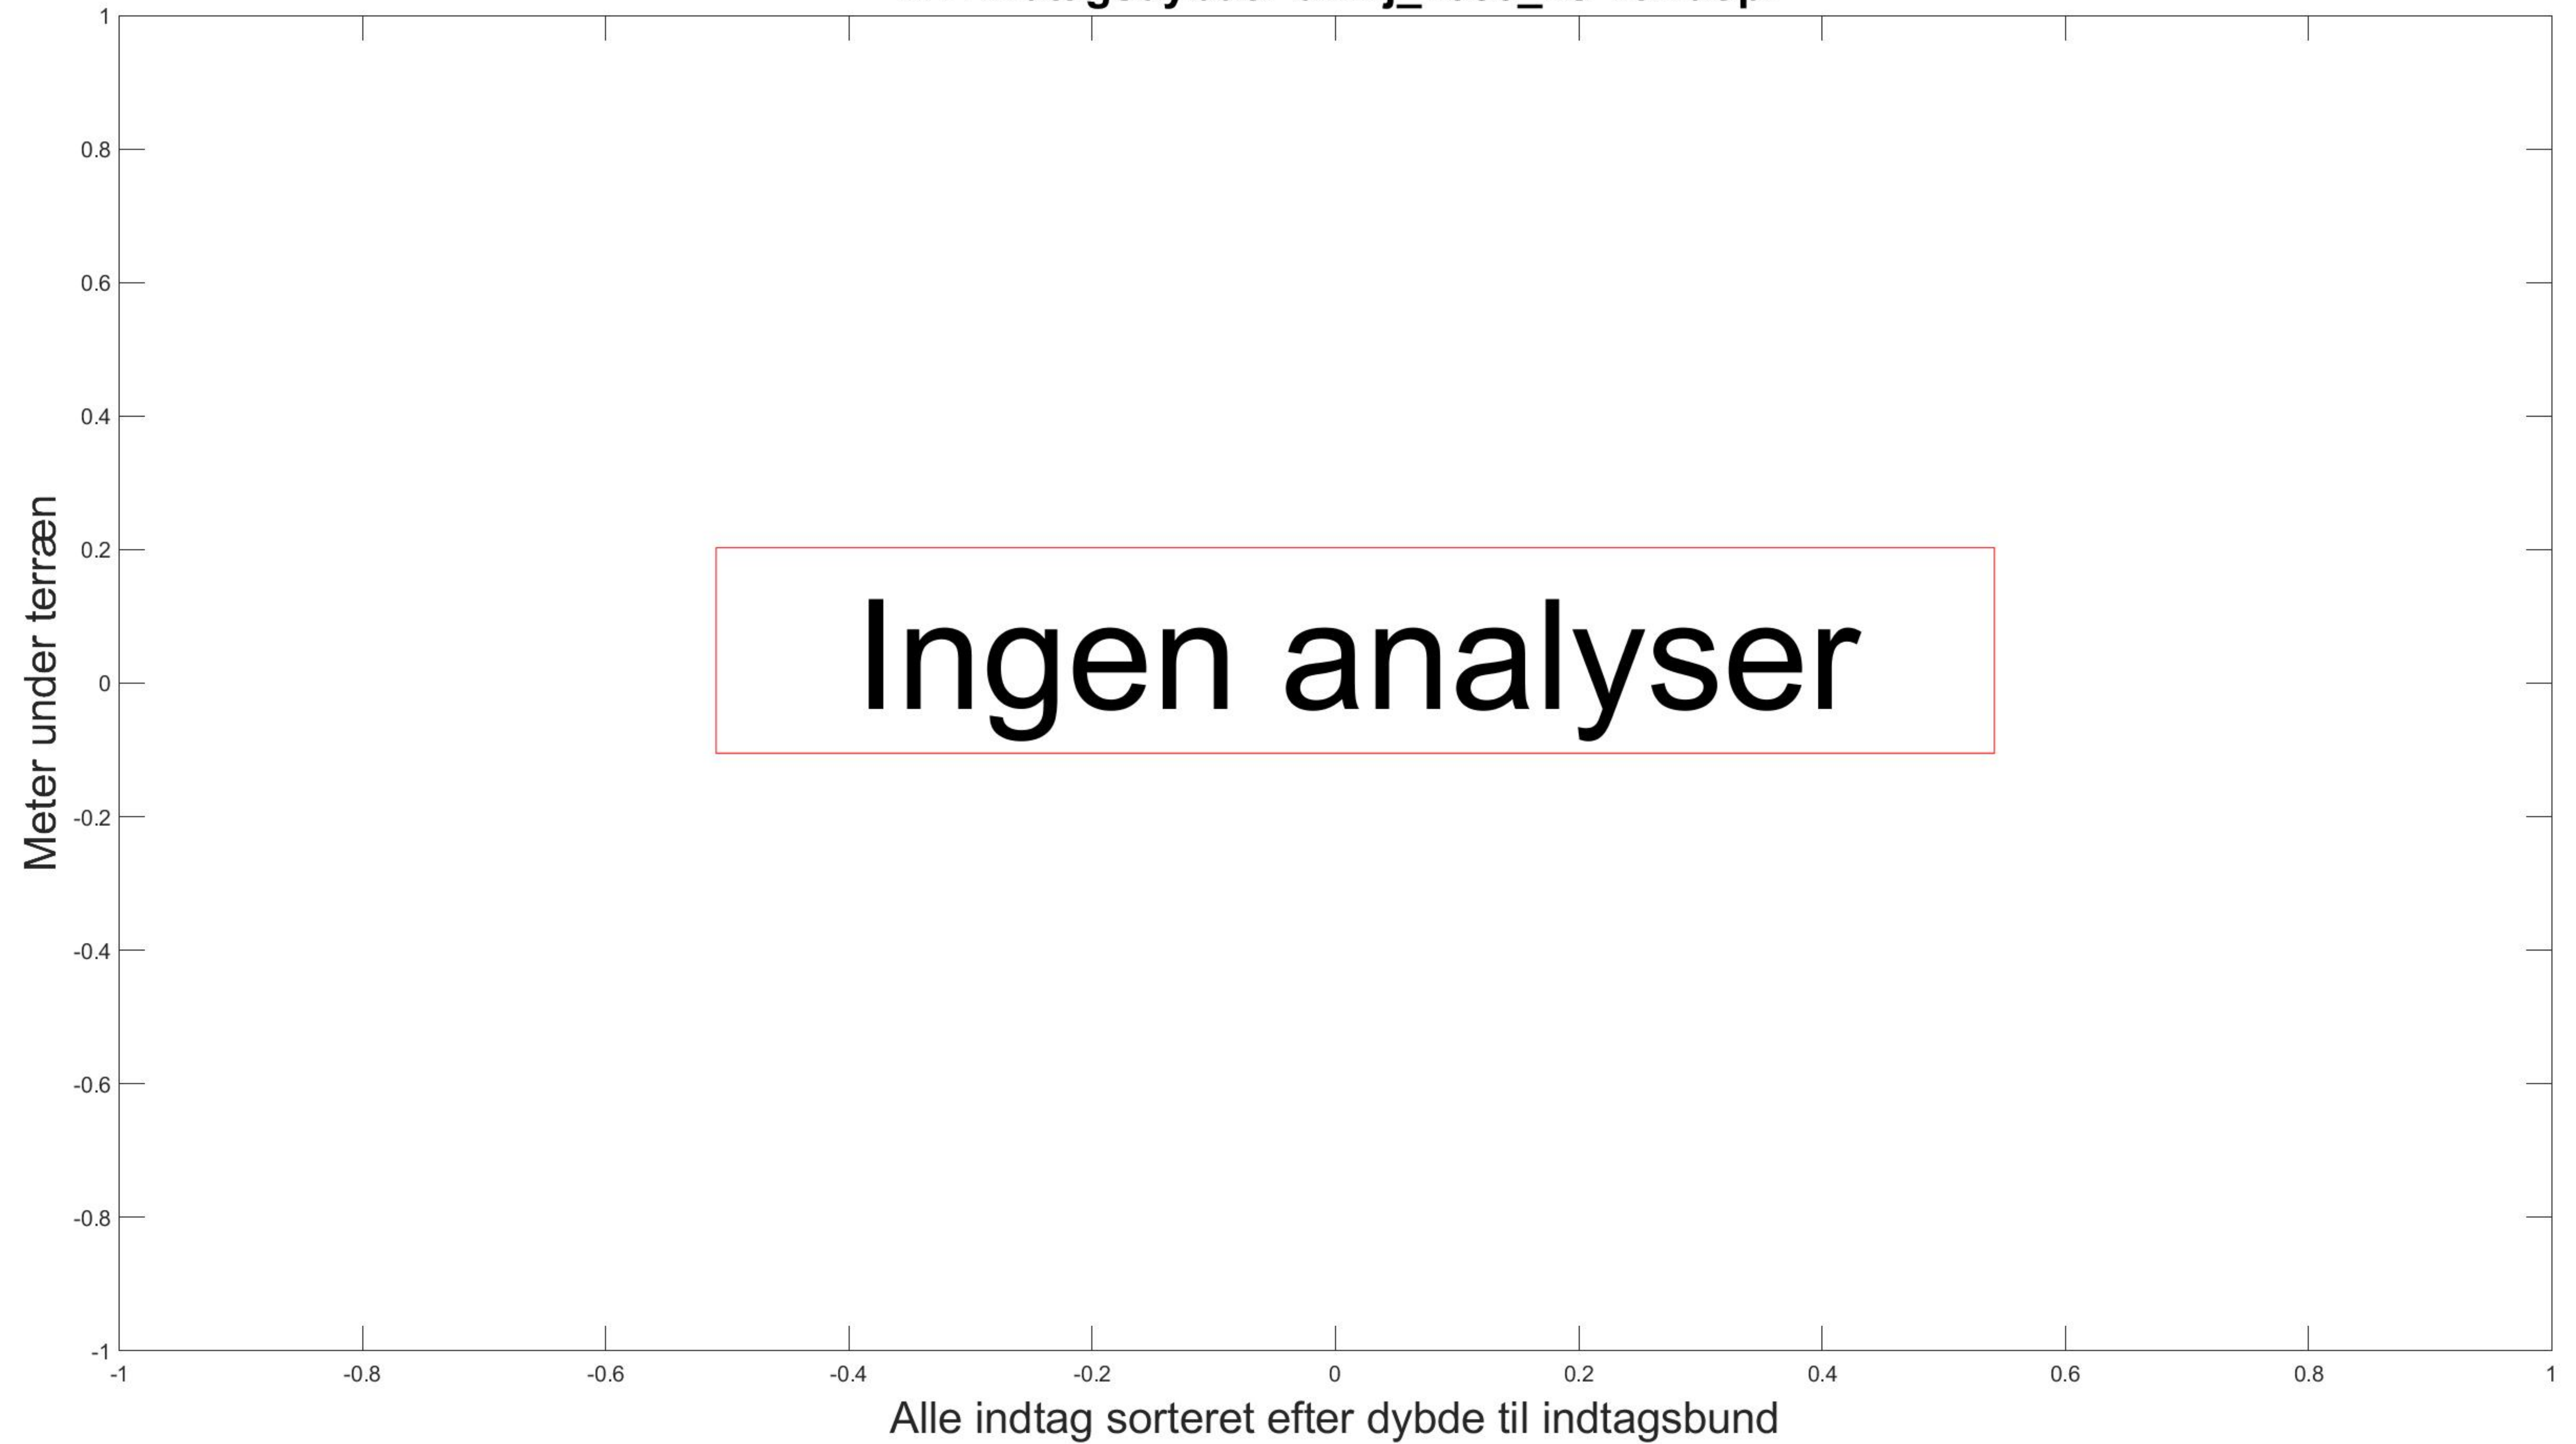 1
0.8
0.6
0.4
0.2
0
-0.2
-0.4
-0.6
-0.8
-1
Meter under terræn
Ingen analyser
-1 -0.8 -0.6 -0.4 -0.2 0 0.2 0.4 0.6 0.8 1
Alle indtag sorteret efter dybde til indtagsbund